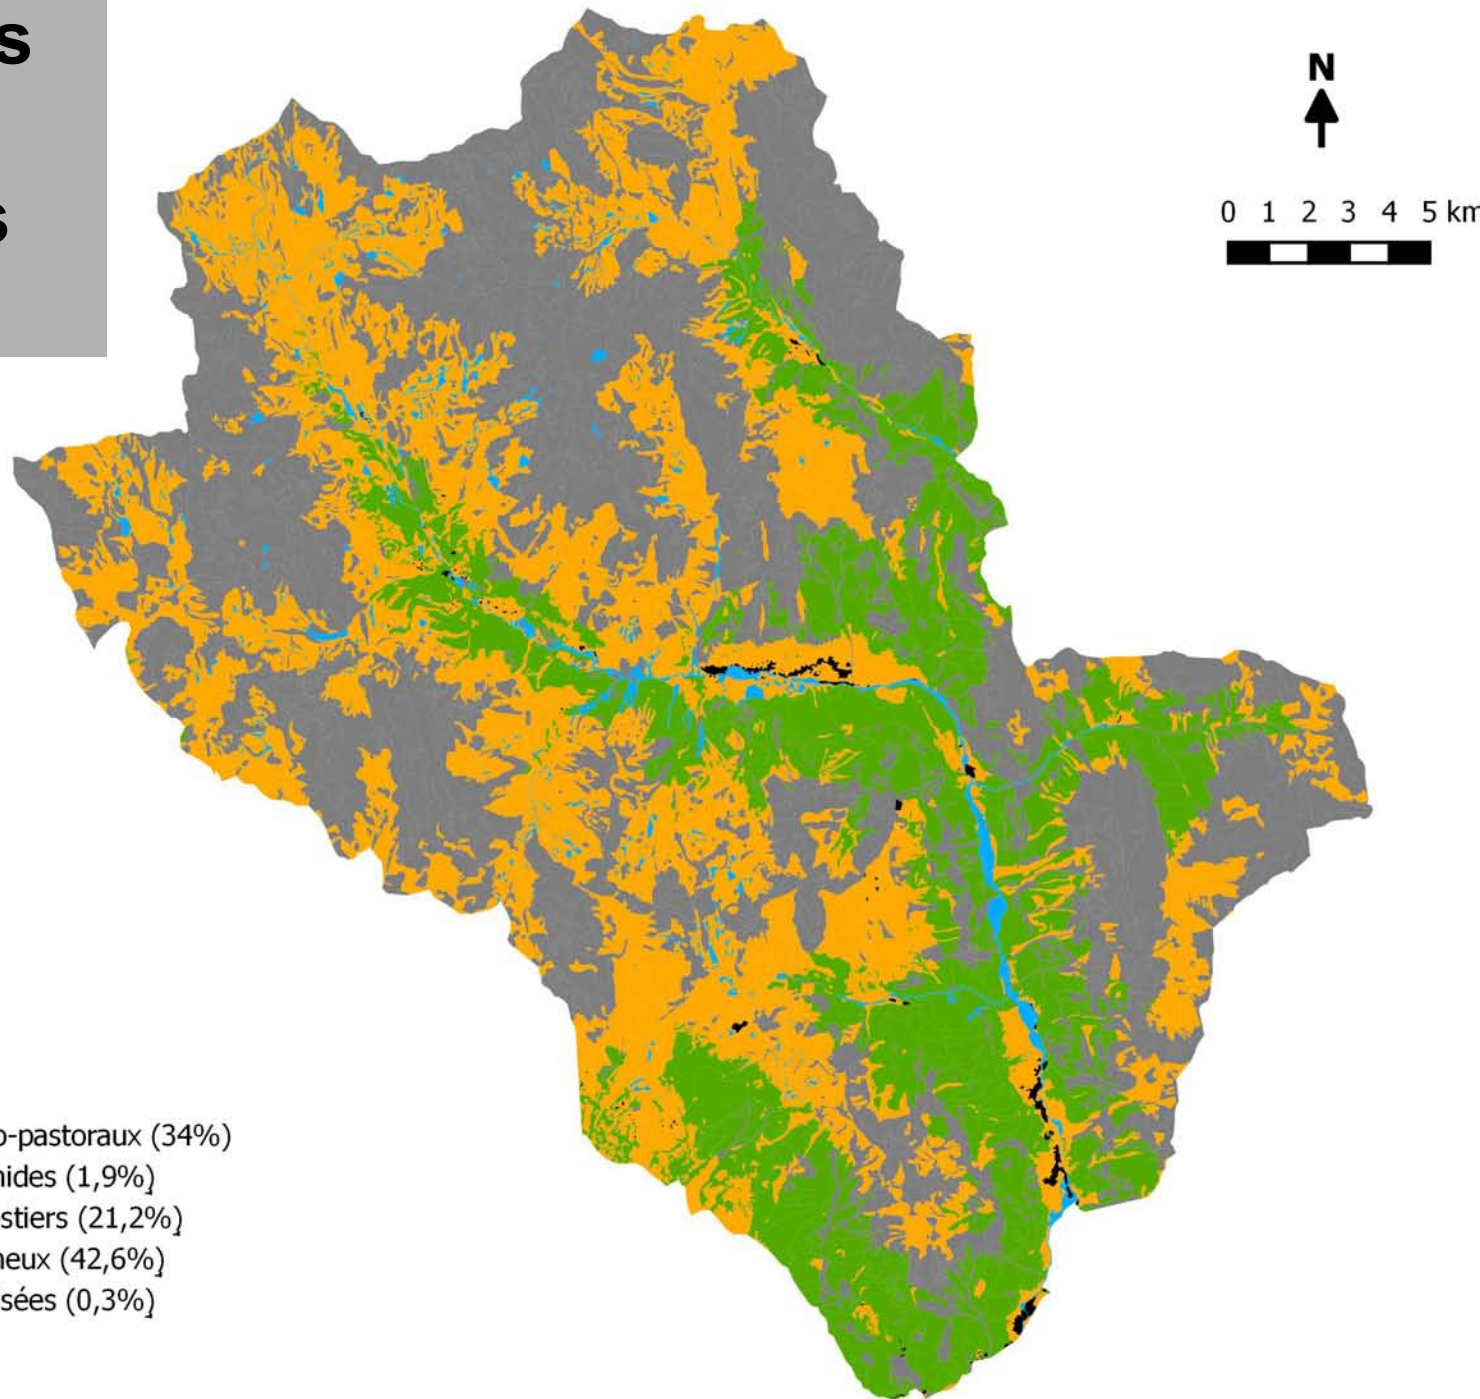 s
s
N
0 1 2 3 4 5 km
o-pastoraux (34%)
nides (1,9%)
stiers (21,2%)
neux (42,6%)
sées (0,3%)